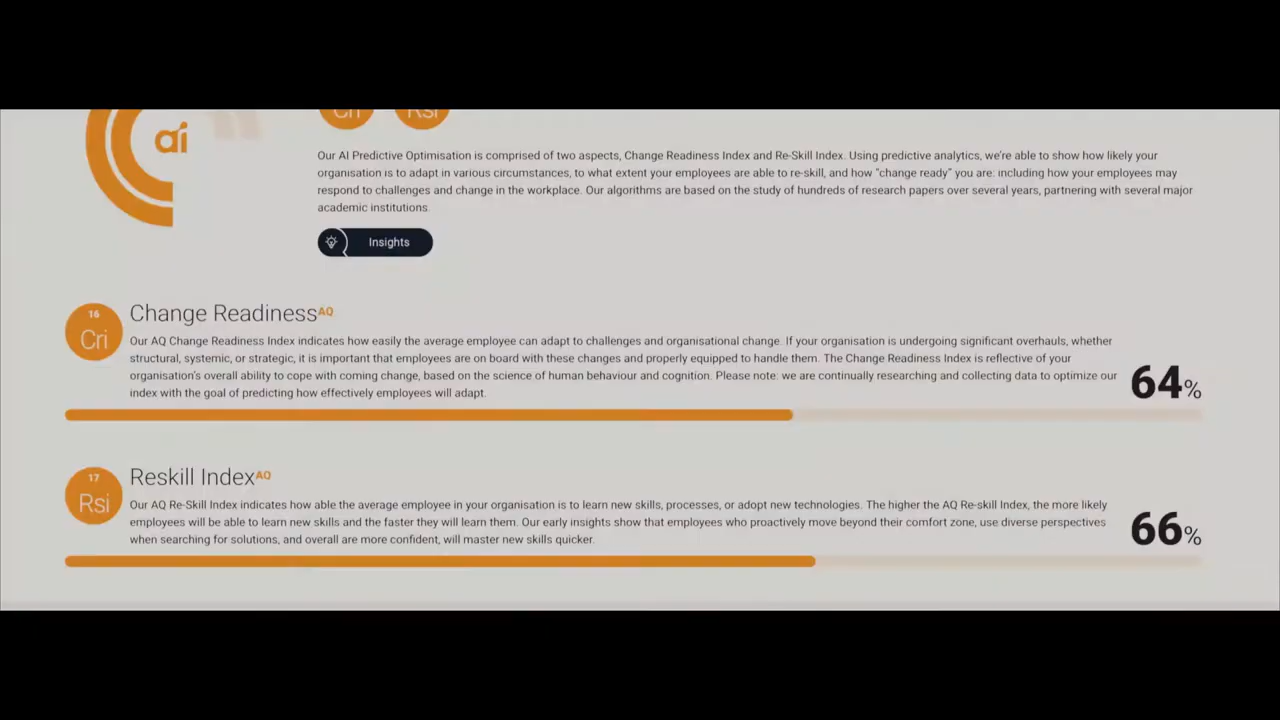 ai
Cri Rsi
Our AI Predictive Optimisation is comprised of two aspects, Change Readiness Index and Re-Skill Index. Using predictive analytics, we're able to show how likely your
organisation is to adapt in various circumstances, to what extent your employees are able to re-skill, and how "change ready" you are: including how your employees may
respond to challenges and change in the workplace. Our algorithms are based on the study of hundreds of research papers over several years, partnering with several major
academic institutions.
Insights
16
Cri
Change ReadinessAQ
Our AQ Change Readiness Index indicates how easily the average employee can adapt to challenges and organisational change. If your organisation is undergoing significant overhauls, whether
structural, systemic, or strategic, it is important that employees are on board with these changes and properly equipped to handle them. The Change Readiness Index is reflective of your
organisation's overall ability to cope with coming change, based on the science of human behaviour and cognition. Please note: we are continually researching and collecting data to optimize our
index with the goal of predicting how effectively employees will adapt.
64%
17
Rsi
Reskill IndexAQ
Our AQ Re-Skill Index indicates how able the average employee in your organisation is to learn new skills, processes, or adopt new technologies. The higher the AQ Re-skill Index, the more likely
employees will be able to learn new skills and the faster they will learn them. Our early insights show that employees who proactively move beyond their comfort zone, use diverse perspectives
when searching for solutions, and overall are more confident, will master new skills quicker.
66%